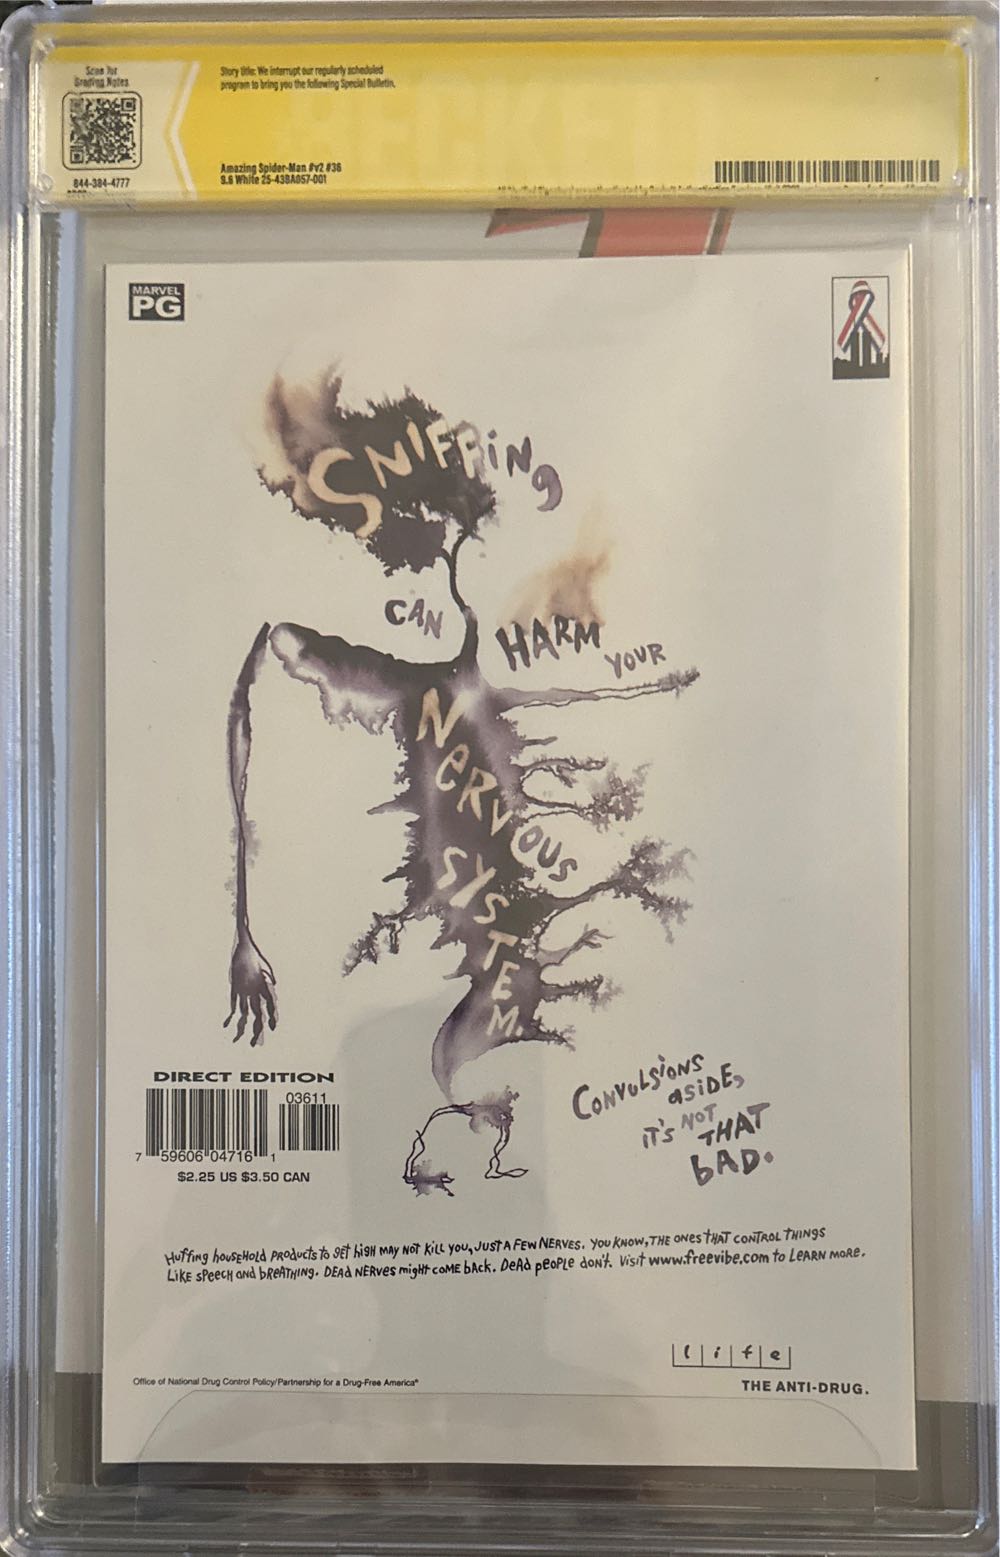 Scan for
Grading Notes
844-384-4777
Story title: We interrupt our regularly scheduled
program to bring you the following Special Bulletin.
Amazing Spider-Man #v2 #36
9.6 White 25-43BA057-001
MARVEL
PG
SNIFFING
CAN
HARM
YOUR
NERVOUS
SYSTEM.
CONVULSIONS
ASIDE,
IT'S NOT
THAT
BAD.
DIRECT EDITION
03611
7 59606 04716 1
$2.25 US $3.50 CAN
Huffing household products to get high may not kill you, just a few nerves. You know, the ones that control things
like speech and breathing. Dead nerves might come back. Dead people don't. Visit www.freevibe.com to learn more.
life
Office of National Drug Control Policy/Partnership for a Drug-Free America®
THE ANTI-DRUG.